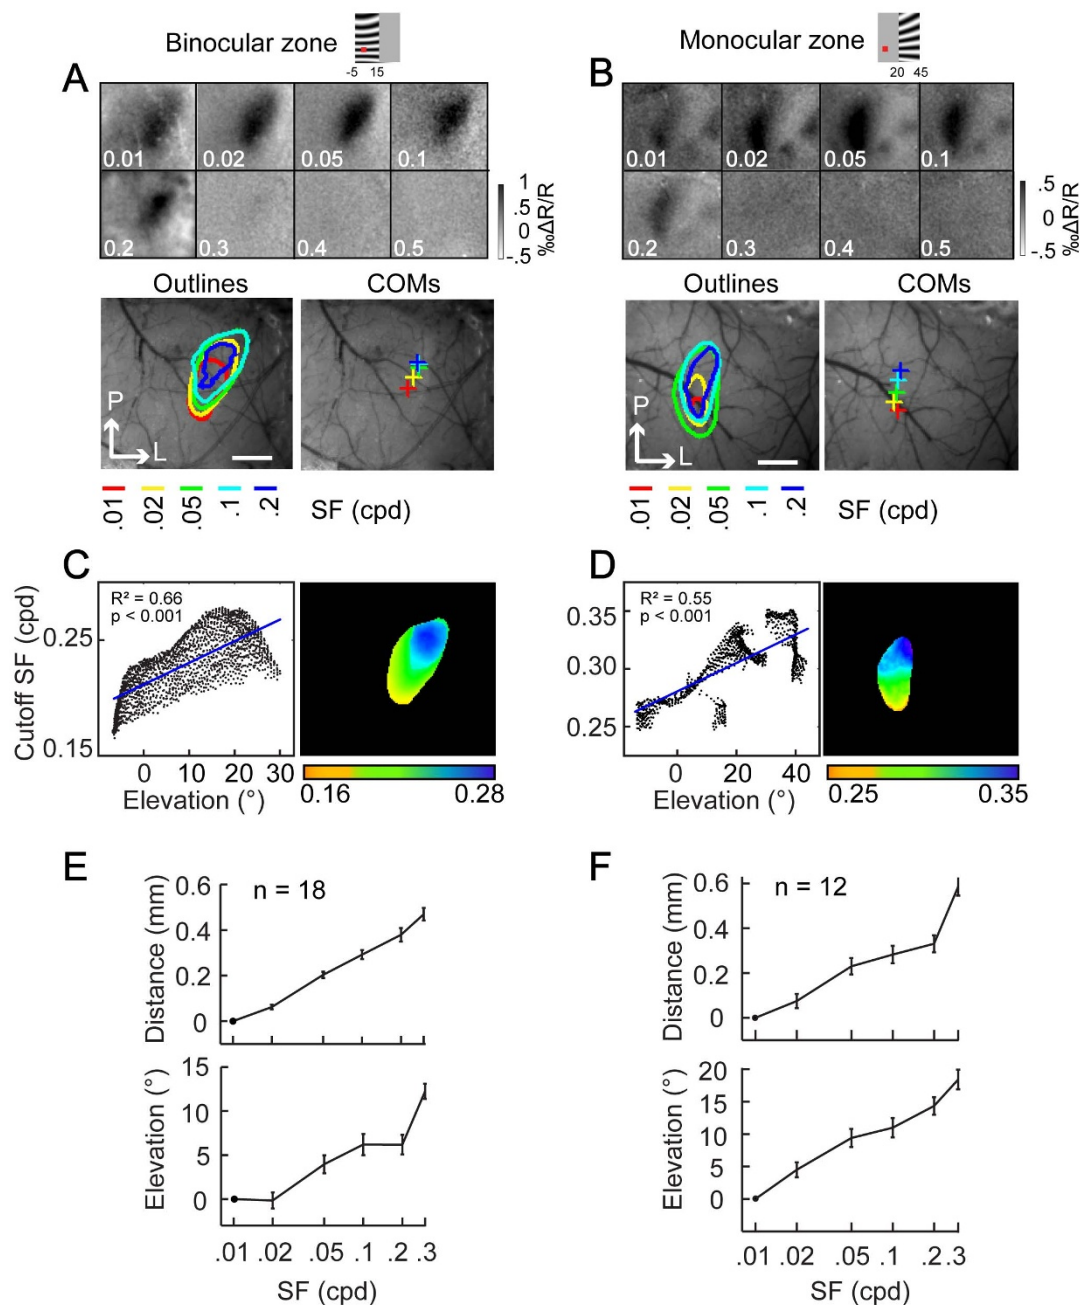 Binocular zone
-5 15
Monocular zone
20 45
A
0.01 0.02 0.05 0.1
0.2 0.3 0.4 0.5
1
.5
0
-.5
‰ΔR/R
B
0.01 0.02 0.05 0.1
0.2 0.3 0.4 0.5
.5
0
-.5
‰ΔR/R
Outlines COMs
P
L
.01 .02 .05 .1 .2 SF (cpd)
Outlines COMs
P
L
.01 .02 .05 .1 .2 SF (cpd)
C
R² = 0.66
p < 0.001
Cutoff SF (cpd)
0.25
0.15
0 10 20 30
Elevation (°)
0.16 0.28
D
R² = 0.55
p < 0.001
0.35
0.30
0.25
0 20 40
Elevation (°)
0.25 0.35
E
n = 18
Distance (mm)
0.6
0.4
0.2
0
Elevation (°)
15
10
5
0
.01 .02 .05 .1 .2 .3
SF (cpd)
F
n = 12
Distance (mm)
0.6
0.4
0.2
0
Elevation (°)
20
15
10
5
0
.01 .02 .05 .1 .2 .3
SF (cpd)